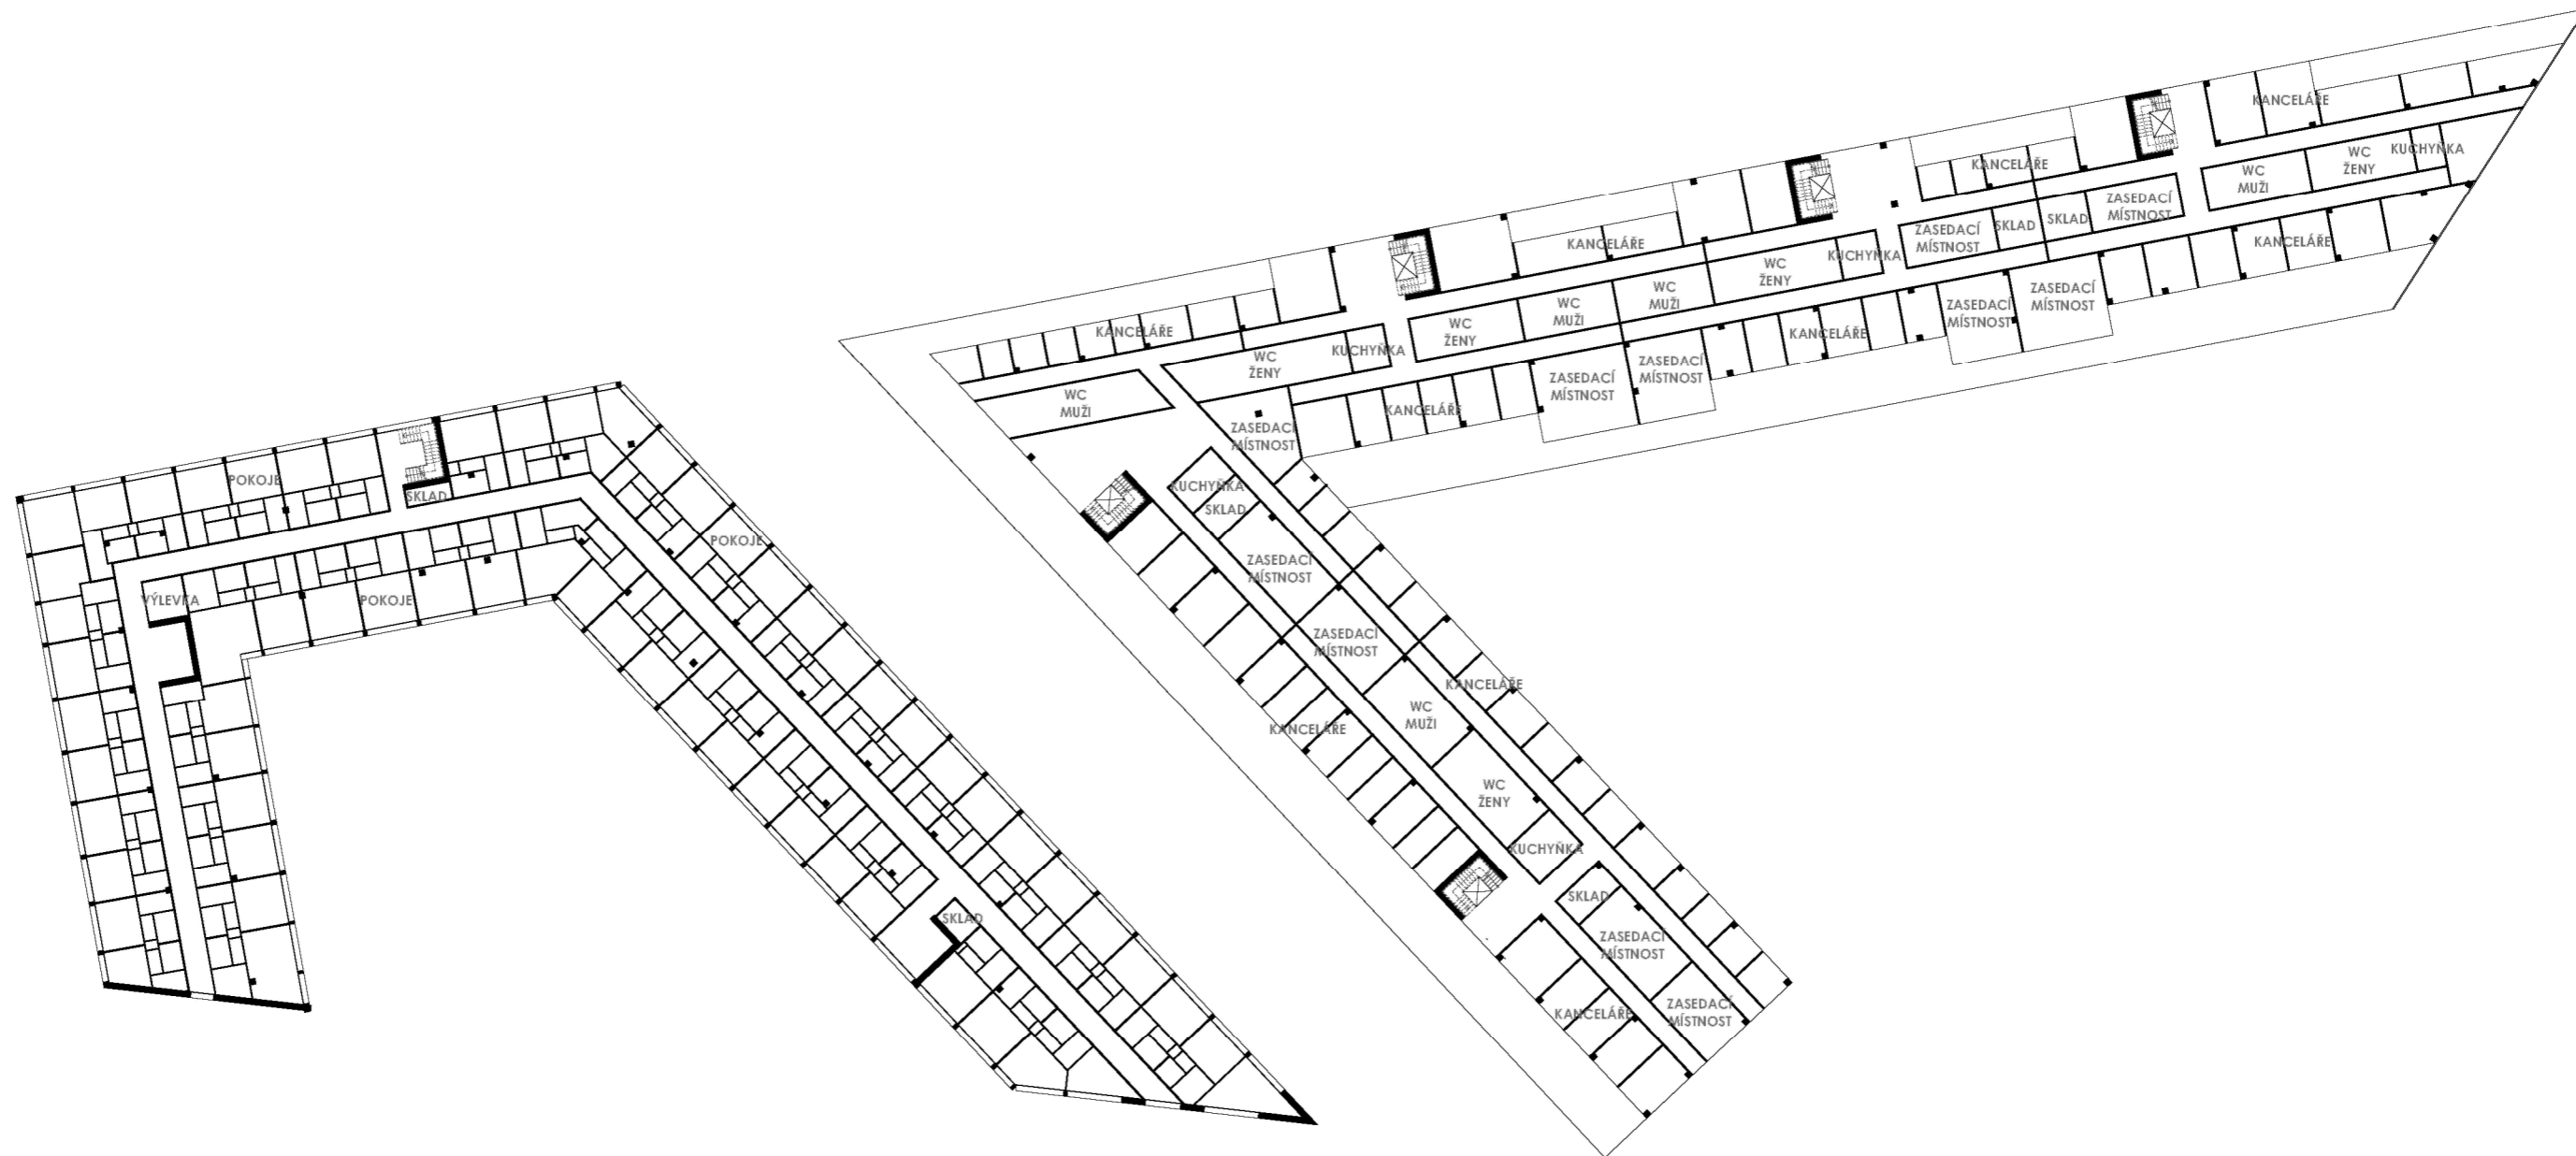 KANCELÁŘE
WC
MUŽI
WC
ŽENY
KUCHYŇKA
KANCELÁŘE
KANCELÁŘE
ZASEDACÍ
MÍSTNOST
SKLAD
SKLAD
ZASEDACÍ
MÍSTNOST
KANCELÁŘE
WC
ŽENY
WC
MUŽI
WC
MUŽI
WC
ŽENY
KUCHYŇKA
ZASEDACÍ
MÍSTNOST
ZASEDACÍ
MÍSTNOST
KANCELÁŘE
KANCELÁŘE
WC
MUŽI
WC
ŽENY
KUCHYŇKA
ZASEDACÍ
MÍSTNOST
ZASEDACÍ
MÍSTNOST
KANCELÁŘE
ZASEDACÍ
MÍSTNOST
KUCHYŇKA
SKLAD
ZASEDACÍ
MÍSTNOST
ZASEDACÍ
MÍSTNOST
KANCELÁŘE
WC
MUŽI
KANCELÁŘE
WC
ŽENY
KUCHYŇKA
SKLAD
ZASEDACÍ
MÍSTNOST
ZASEDACÍ
MÍSTNOST
KANCELÁŘE
POKOJE
SKLAD
POKOJE
VÝLEVKA
POKOJE
SKLAD